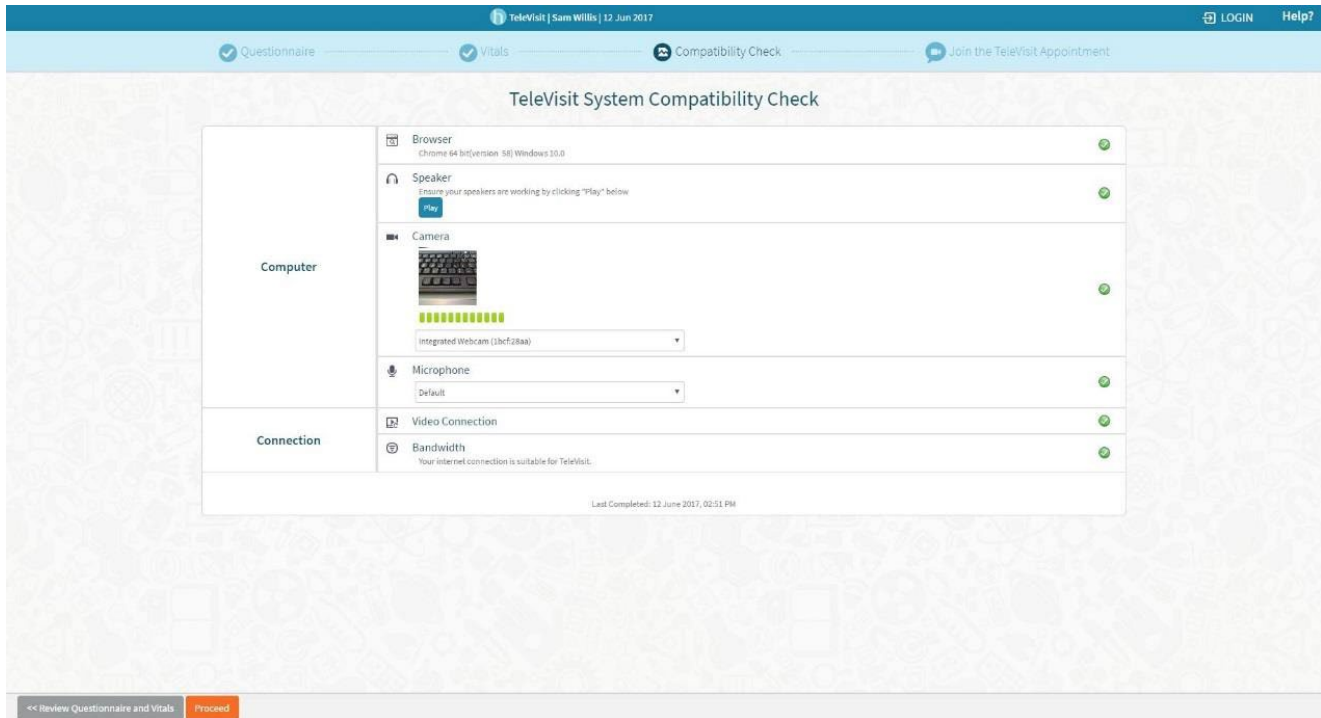 TeleVisit | Sam Willis | 12 Jun 2017
LOGIN
Help?
Questionnaire
Vitals
Compatibility Check
Join the TeleVisit Appointment
TeleVisit System Compatibility Check
Computer
Browser
Chrome 64 bit(version 58) Windows 10.0
Speaker
Ensure your speakers are working by clicking "Play" below
Play
Camera
Integrated Webcam (1bcf:28aa)
Microphone
Default
Connection
Video Connection
Bandwidth
Your internet connection is suitable for TeleVisit.
Last Completed: 12 June 2017, 02:51 PM
<< Review Questionnaire and Vitals
Proceed